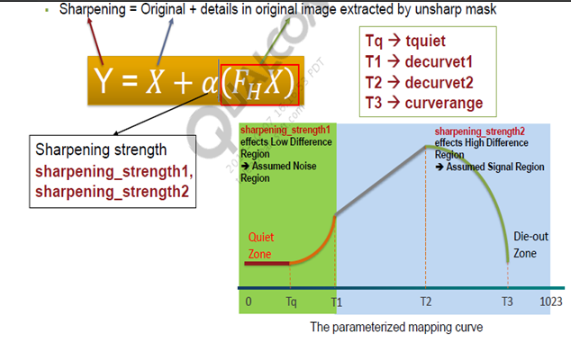 Sharpening = Original + details in original image extracted by unsharp mask
Y = X + α(F_H X)
Tq → tquiet
T1 → decurvet1
T2 → decurvet2
T3 → curverange
Sharpening strength
sharpening_strength1,
sharpening_strength2
sharpening_strength1
effects Low Difference
Region
→ Assumed Noise
Region
sharpening_strength2
effects High Difference
Region
→ Assumed Signal Region
Quiet
Zone
Die-out
Zone
0 Tq T1 T2 T3 1023
The parameterized mapping curve